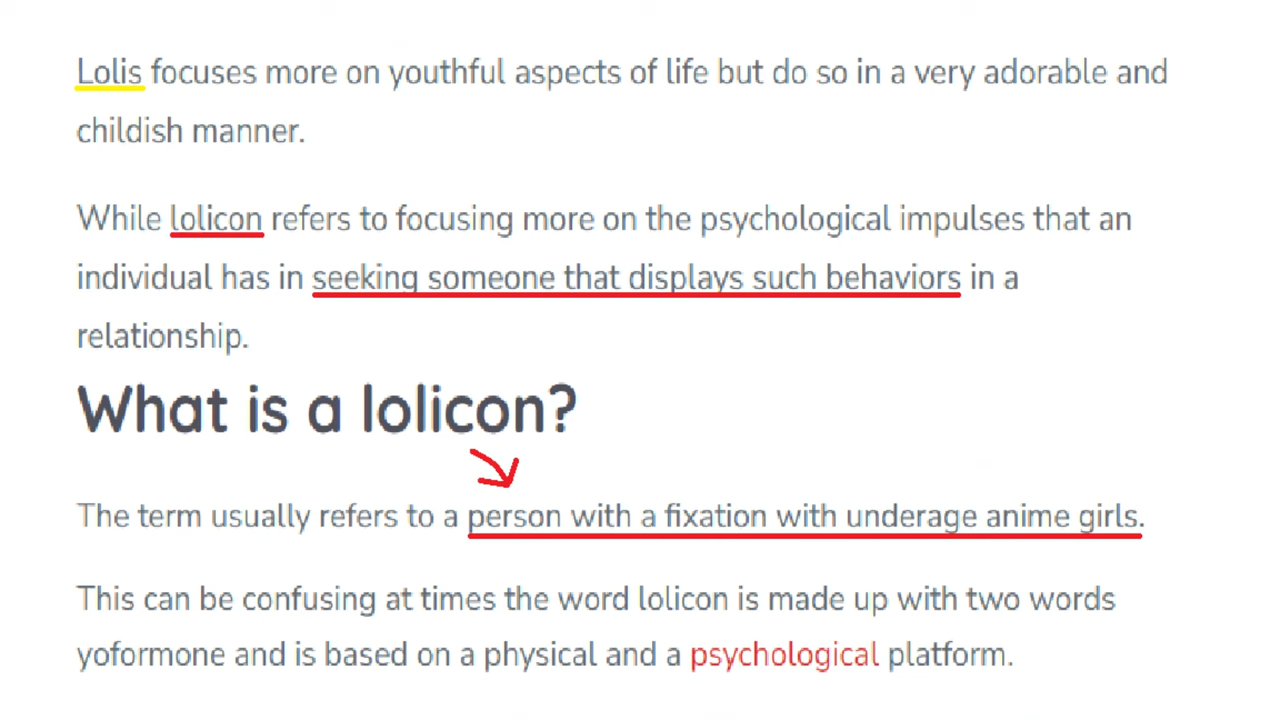 Lolis focuses more on youthful aspects of life but do so in a very adorable and
childish manner.
While lolicon refers to focusing more on the psychological impulses that an
individual has in seeking someone that displays such behaviors in a
relationship.
What is a lolicon?
The term usually refers to a person with a fixation with underage anime girls.
This can be confusing at times the word lolicon is made up with two words
yoformone and is based on a physical and a psychological platform.